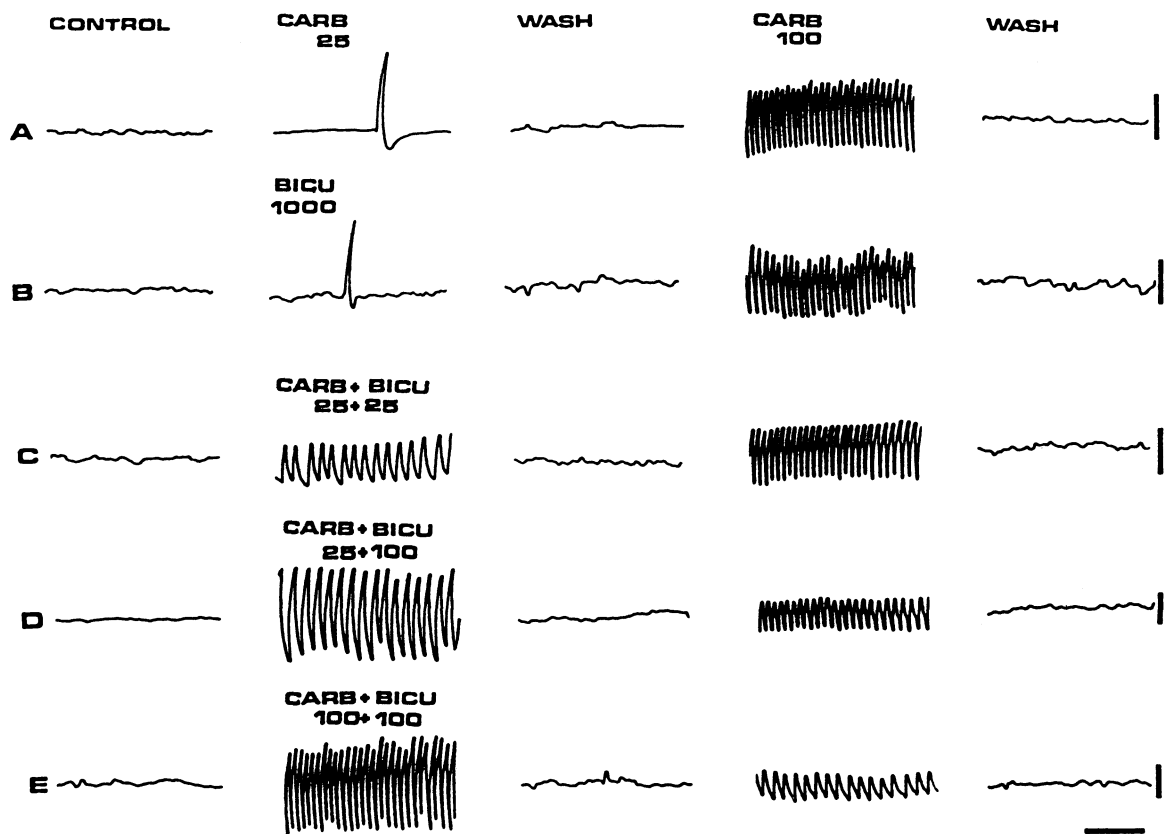 CONTROL
CARB
25
WASH
CARB
100
WASH
A
BICU
1000
B
CARB+ BICU
25+25
C
CARB+BICU
25+100
D
CARB+BICU
100+100
E